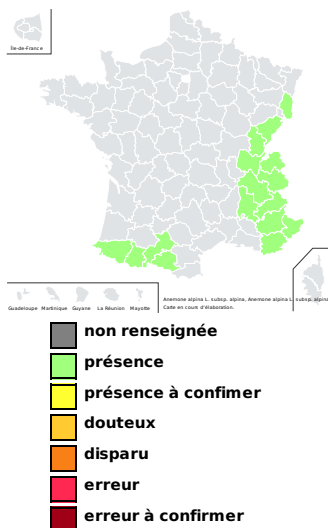 Île-de-France
Anemone alpina L. subsp. alpina, Anemone alpina L. subsp. alpina
Carte en cours d'élaboration.
Guadeloupe Martinique Guyane La Réunion Mayotte
non renseignée
présence
présence à confimer
douteux
disparu
erreur
erreur à confirmer